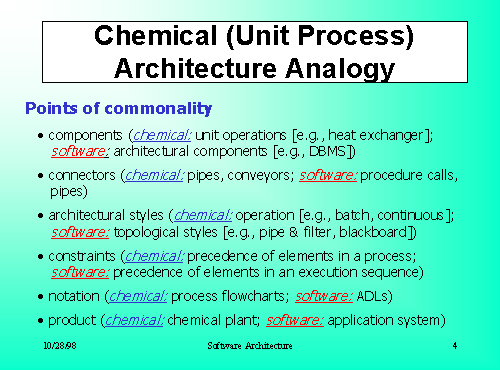 Chemical (Unit Process)
Architecture Analogy
Points of commonality
• components (chemical: unit operations [e.g., heat exchanger];
software: architectural components [e.g., DBMS])
• connectors (chemical: pipes, conveyors; software: procedure calls,
pipes)
• architectural styles (chemical: operation [e.g., batch, continuous];
software: topological styles [e.g., pipe & filter, blackboard])
• constraints (chemical: precedence of elements in a process;
software: precedence of elements in an execution sequence)
• notation (chemical: process flowcharts; software: ADLs)
• product (chemical: chemical plant; software: application system)
10/28/98 Software Architecture 4